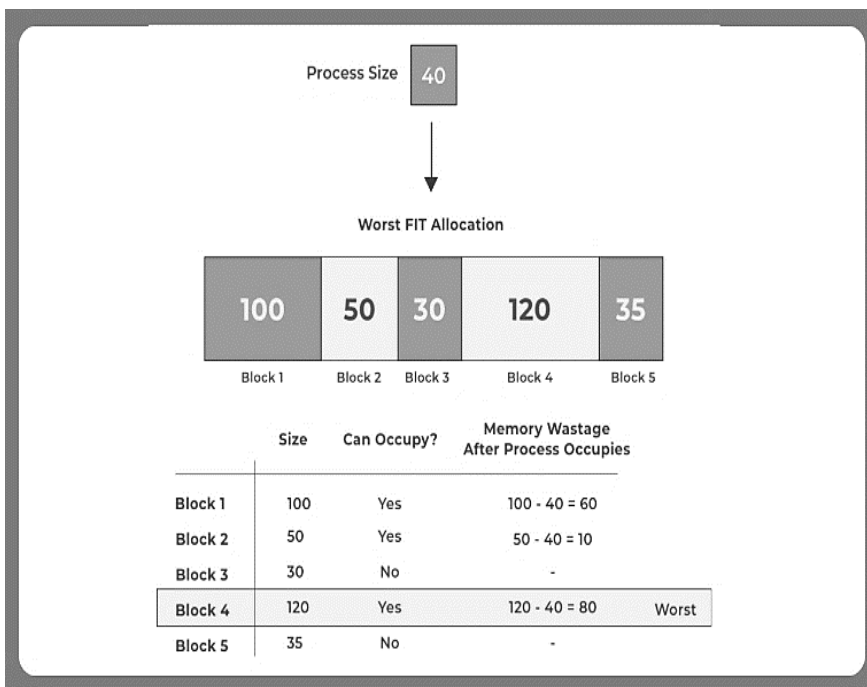 Process Size 40
Worst FIT Allocation
100 50 30 120 35
Block 1 Block 2 Block 3 Block 4 Block 5
Size Can Occupy? Memory Wastage After Process Occupies
Block 1 100 Yes 100 - 40 = 60
Block 2 50 Yes 50 - 40 = 10
Block 3 30 No -
Block 4 120 Yes 120 - 40 = 80 Worst
Block 5 35 No -